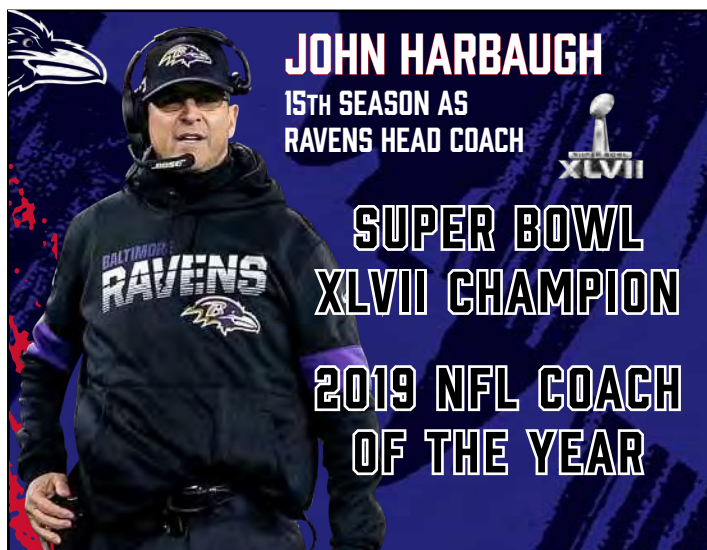 JOHN HARBAUGH
15TH SEASON AS
RAVENS HEAD COACH
SUPER BOWL
XLVII
SUPER BOWL
XLVII CHAMPION
2019 NFL COACH
OF THE YEAR
BOSE
BALTIMORE
RAVENS